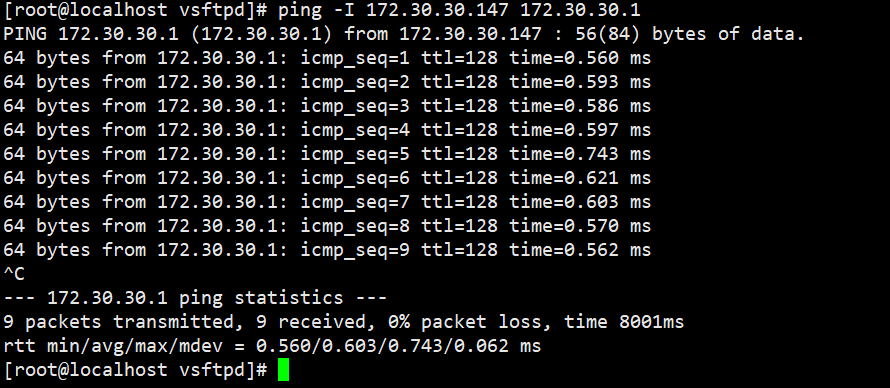 [root@localhost vsftpd]# ping -I 172.30.30.147 172.30.30.1
PING 172.30.30.1 (172.30.30.1) from 172.30.30.147 : 56(84) bytes of data.
64 bytes from 172.30.30.1: icmp_seq=1 ttl=128 time=0.560 ms
64 bytes from 172.30.30.1: icmp_seq=2 ttl=128 time=0.593 ms
64 bytes from 172.30.30.1: icmp_seq=3 ttl=128 time=0.586 ms
64 bytes from 172.30.30.1: icmp_seq=4 ttl=128 time=0.597 ms
64 bytes from 172.30.30.1: icmp_seq=5 ttl=128 time=0.743 ms
64 bytes from 172.30.30.1: icmp_seq=6 ttl=128 time=0.621 ms
64 bytes from 172.30.30.1: icmp_seq=7 ttl=128 time=0.603 ms
64 bytes from 172.30.30.1: icmp_seq=8 ttl=128 time=0.570 ms
64 bytes from 172.30.30.1: icmp_seq=9 ttl=128 time=0.562 ms
^C
--- 172.30.30.1 ping statistics ---
9 packets transmitted, 9 received, 0% packet loss, time 8001ms
rtt min/avg/max/mdev = 0.560/0.603/0.743/0.062 ms
[root@localhost vsftpd]#